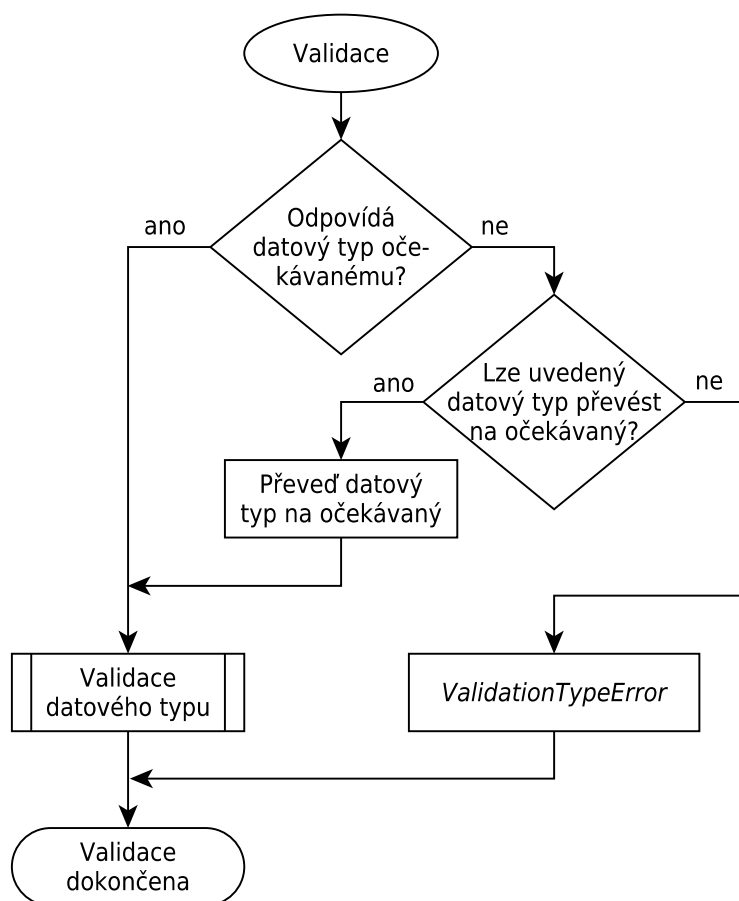 Validace
ano
Odpovídá
datový typ oče-
kávanému?
ne
ano
Lze uvedený
datový typ převést
na očekávaný?
ne
Převeď datový
typ na očekávaný
Validace
datového typu
ValidationTypeError
Validace
dokončena